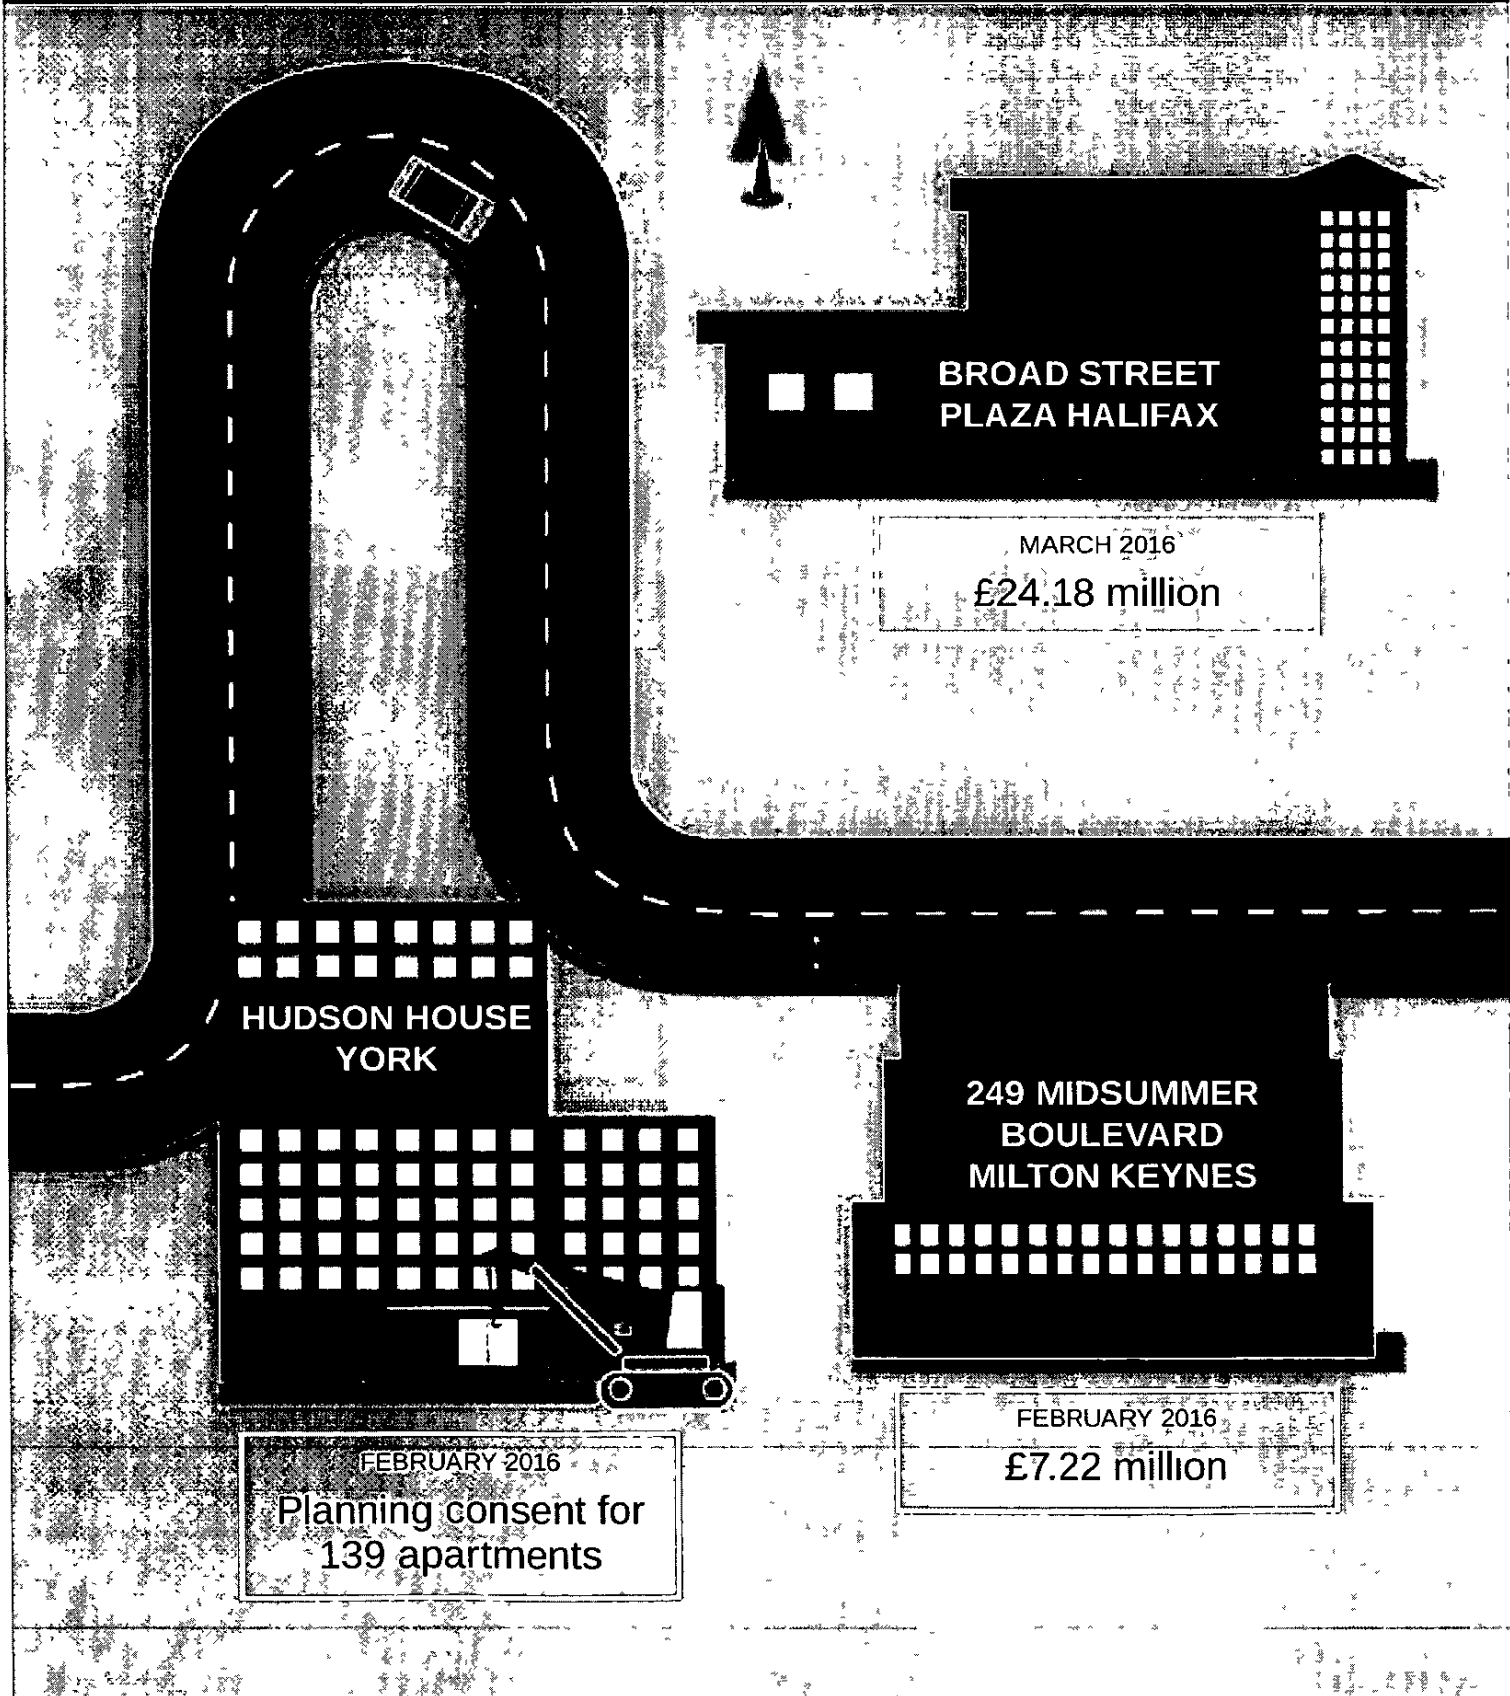 BROAD STREET
PLAZA HALIFAX
MARCH 2016
£24.18 million
HUDSON HOUSE
YORK
FEBRUARY 2016
Planning consent for
139 apartments
249 MIDSUMMER
BOULEVARD
MILTON KEYNES
FEBRUARY 2016
£7.22 million